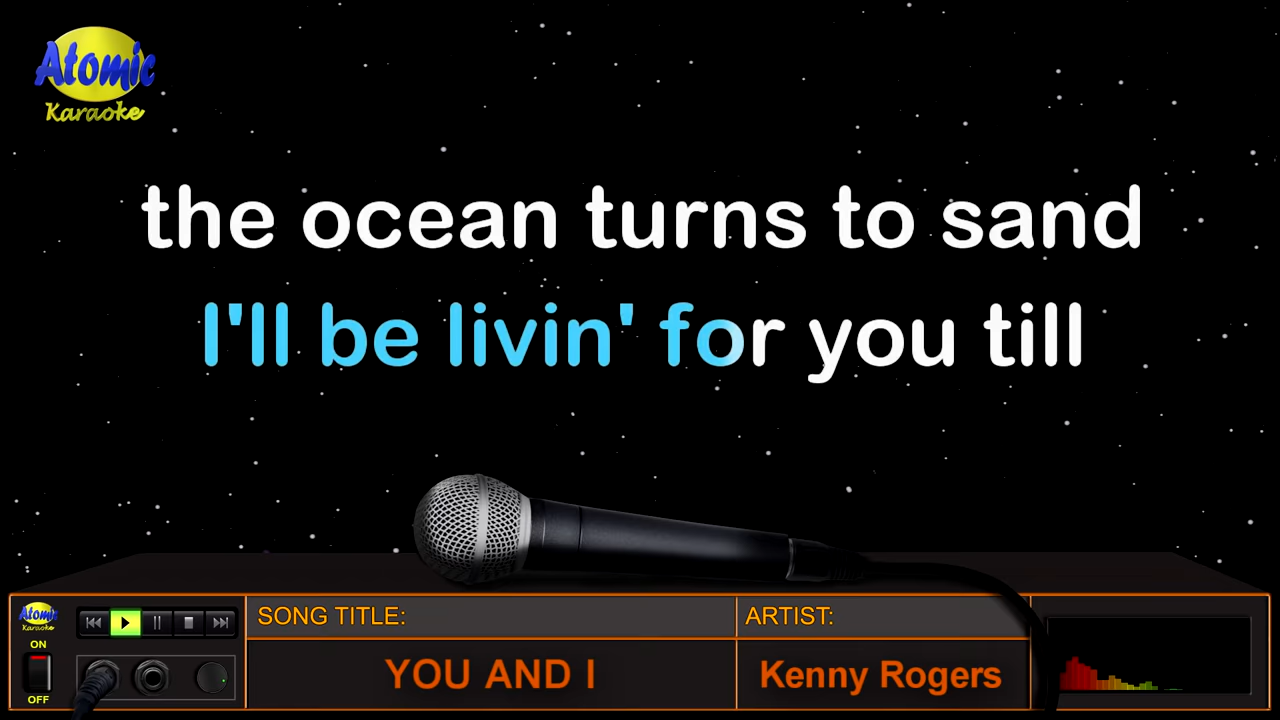 Atomic
Karaoke
the ocean turns to sand
I'll be livin' for you till
Atomic
Karaoke
ON
OFF
SONG TITLE:
YOU AND I
ARTIST:
Kenny Rogers